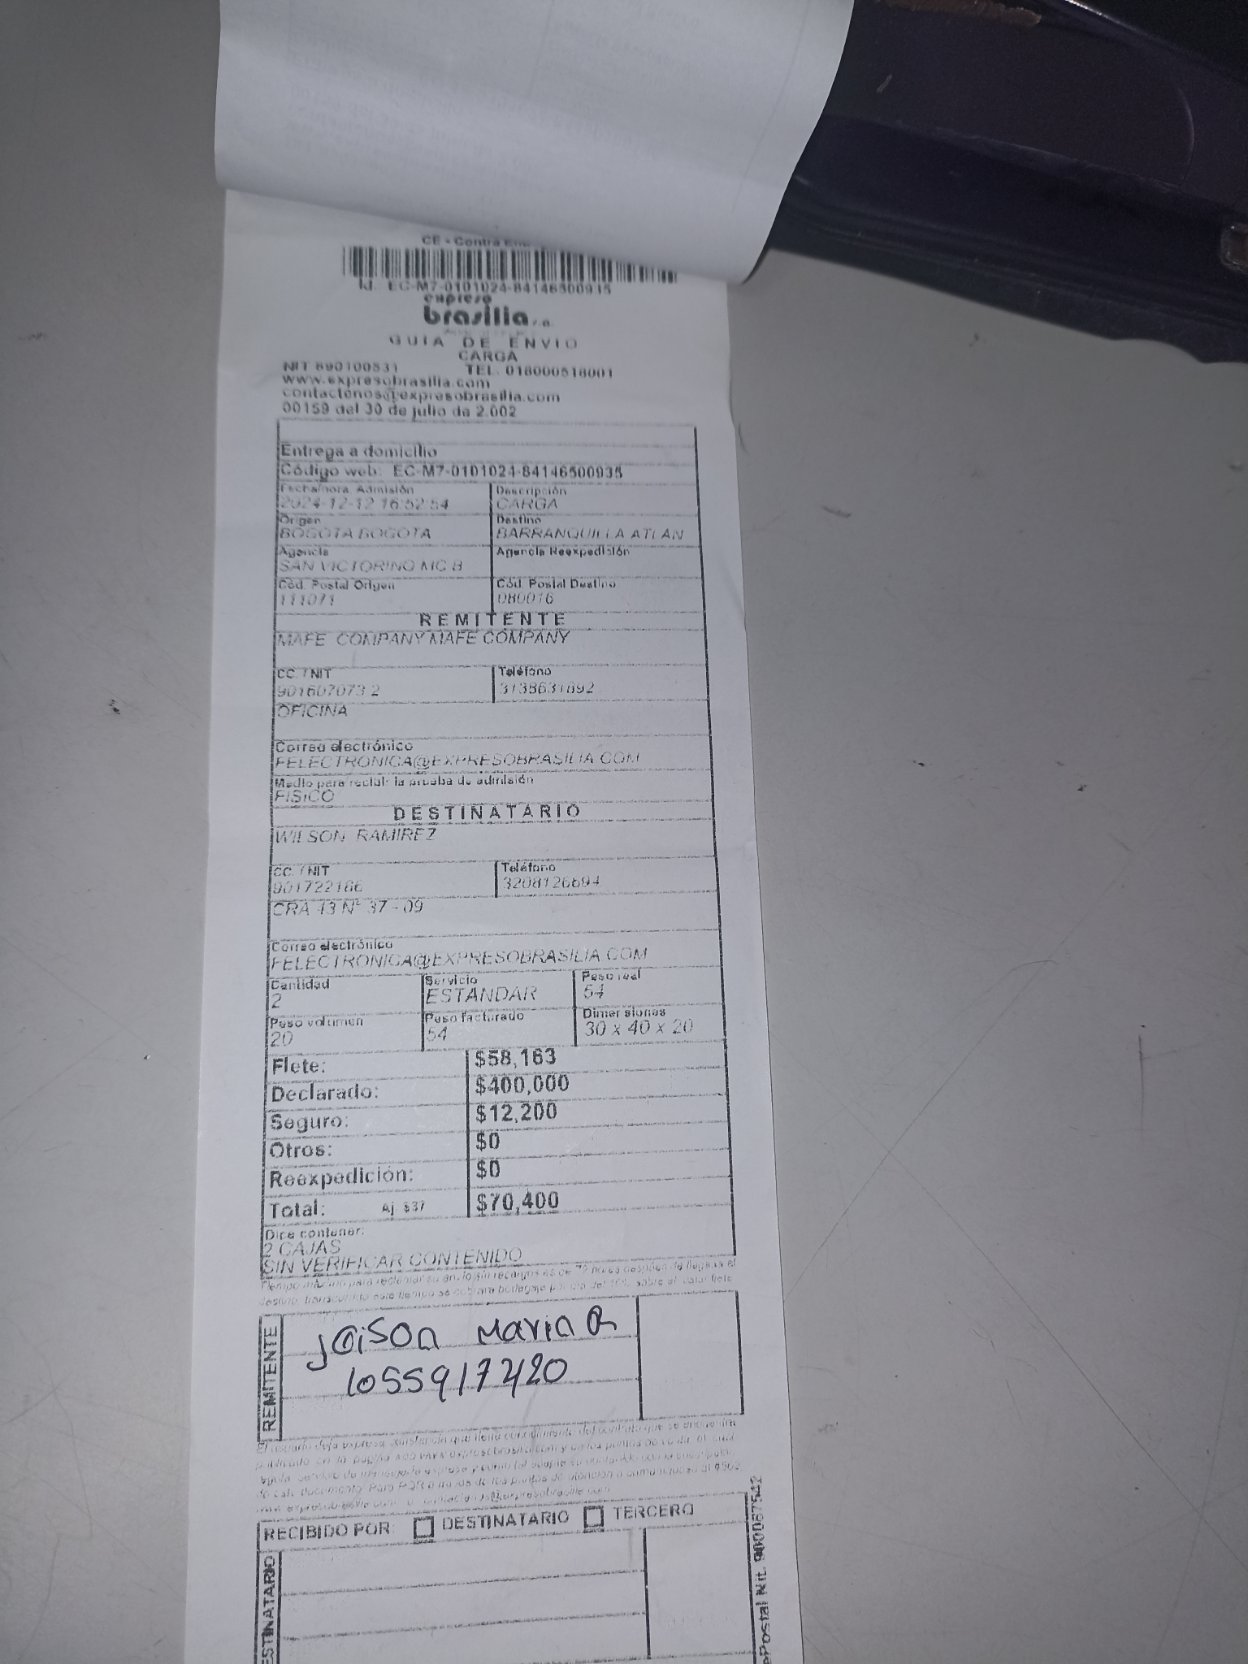 CE - Contra
Id. EC-M7-0101024-84146500935
expreso
brasilia s.a.
GUIA DE ENVIO
CARGA
NIT 890100531 TEL. 018000518001
www.expresobrasilia.com
contactenos@expresobrasilia.com
00159 del 30 de julio de 2.002
Entrega a domicilio
Código web: EC-M7-0101024-84146500935
Fecha/hora Admisión Descripción
2024-12-12 16:52:54 CARGA
Origen Destino
BOGOTA BOGOTA BARRANQUILLA ATLAN
Agencia Agencia Reexpedición
SAN VICTORINO MC B
Cód. Postal Origen Cód. Postal Destino
111071 080016
REMITENTE
MAFE COMPANY MAFE COMPANY
CC / NIT Teléfono
901607073 2 3138631892
OFICINA
Correo electrónico
FELECTRONICA@EXPRESOBRASILIA.COM
Medio para recibir la prueba de admisión
FISICO
DESTINATARIO
WILSON RAMIREZ
CC / NIT Teléfono
901722166 3208126694
CRA 43 N° 37 - 09
Correo electrónico
FELECTRONICA@EXPRESOBRASILIA.COM
Cantidad Servicio Peso real
2 ESTANDAR 54
Peso volumen Peso facturado Dimensiones
20 54 30 x 40 x 20
Flete: $58,163
Declarado: $400,000
Seguro: $12,200
Otros: $0
Reexpedición: $0
Total: Aj $37 $70,400
Dice contener:
2 CAJAS
SIN VERIFICAR CONTENIDO
REMITENTE
jeison Marin R
1055917420
RECIBIDO POR: DESTINATARIO TERCERO
ESTINATARIO
ePostal Nit. 900087542